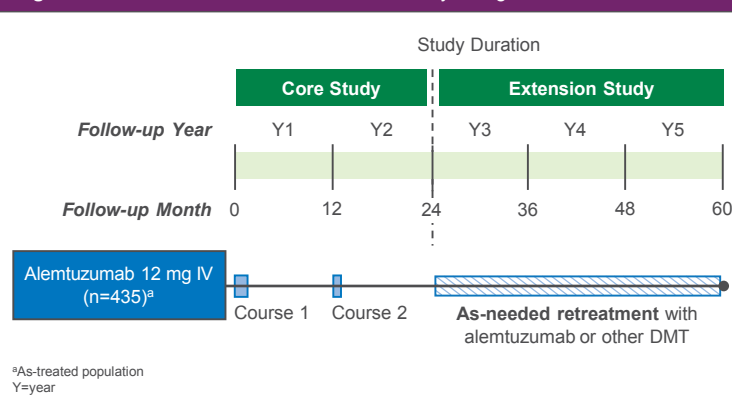 Study Duration
Core Study
Extension Study
Follow-up Year Y1 Y2 Y3 Y4 Y5
Follow-up Month 0 12 24 36 48 60
Alemtuzumab 12 mg IV
(n=435)ᵃ
Course 1 Course 2
As-needed retreatment with
alemtuzumab or other DMT
ᵃAs-treated population
Y=year